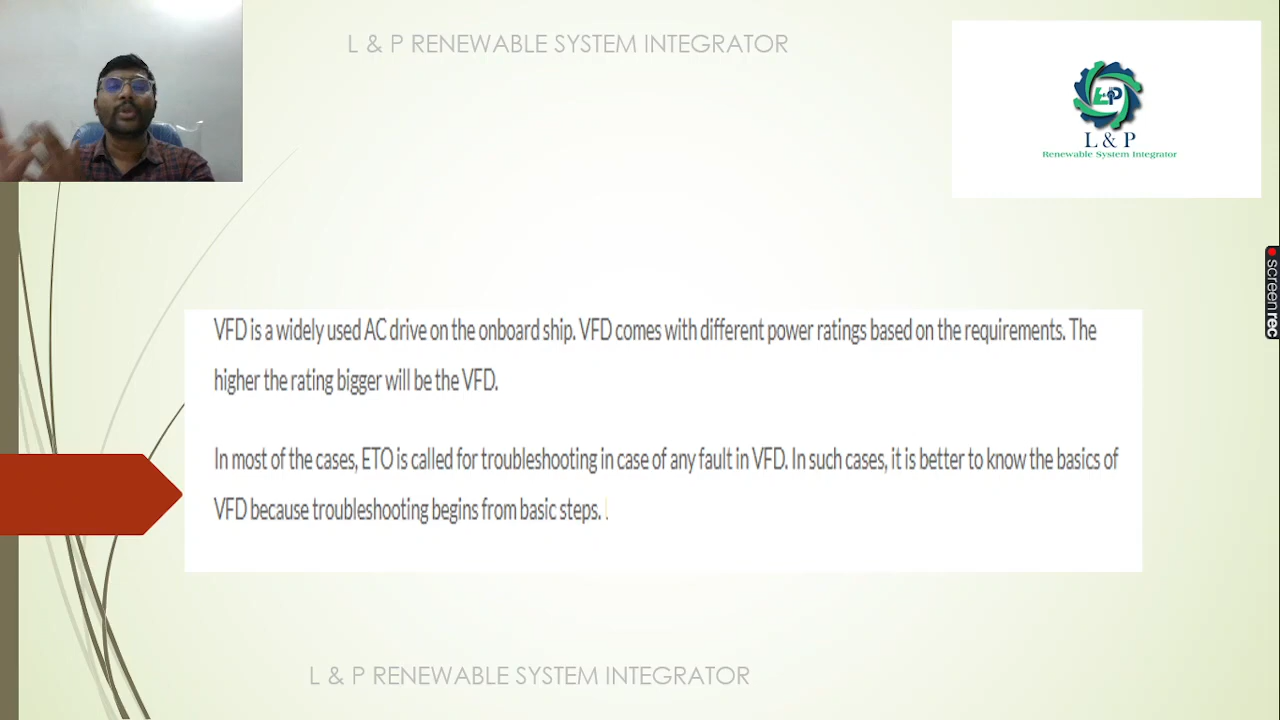 L & P RENEWABLE SYSTEM INTEGRATOR
L & P
L & P
Renewable System Integrator
screenrec
VFD is a widely used AC drive on the onboard ship. VFD comes with different power ratings based on the requirements. The
higher the rating bigger will be the VFD.
In most of the cases, ETO is called for troubleshooting in case of any fault in VFD. In such cases, it is better to know the basics of
VFD because troubleshooting begins from basic steps.
L & P RENEWABLE SYSTEM INTEGRATOR